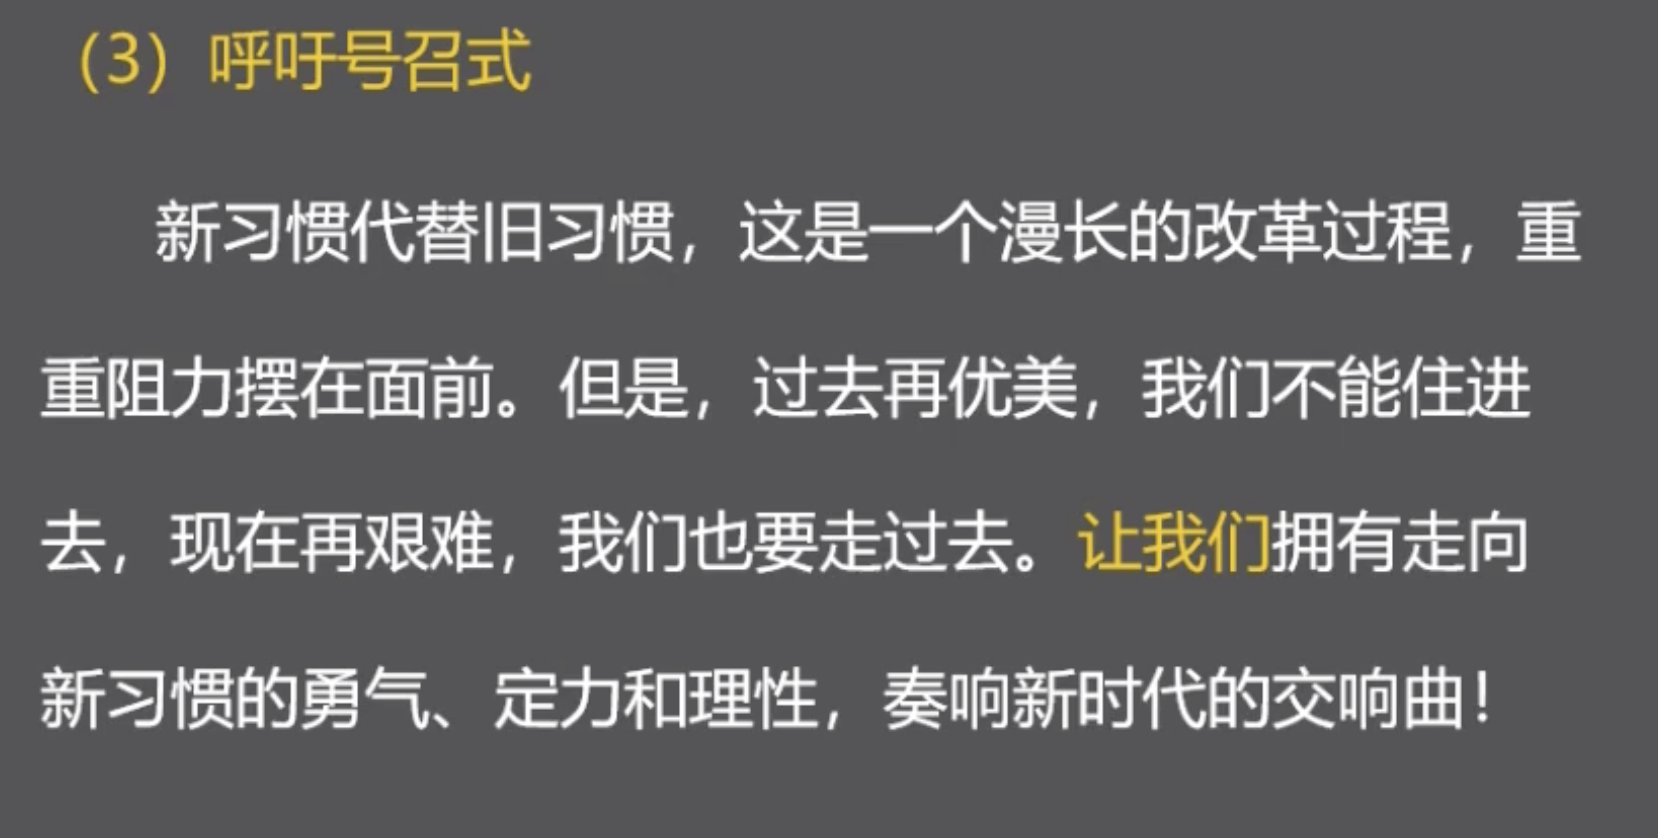 （3）呼吁号召式
新习惯代替旧习惯，这是一个漫长的改革过程，重
重阻力摆在面前。但是，过去再优美，我们不能住进
去，现在再艰难，我们也要走过去。让我们拥有走向
新习惯的勇气、定力和理性，奏响新时代的交响曲！